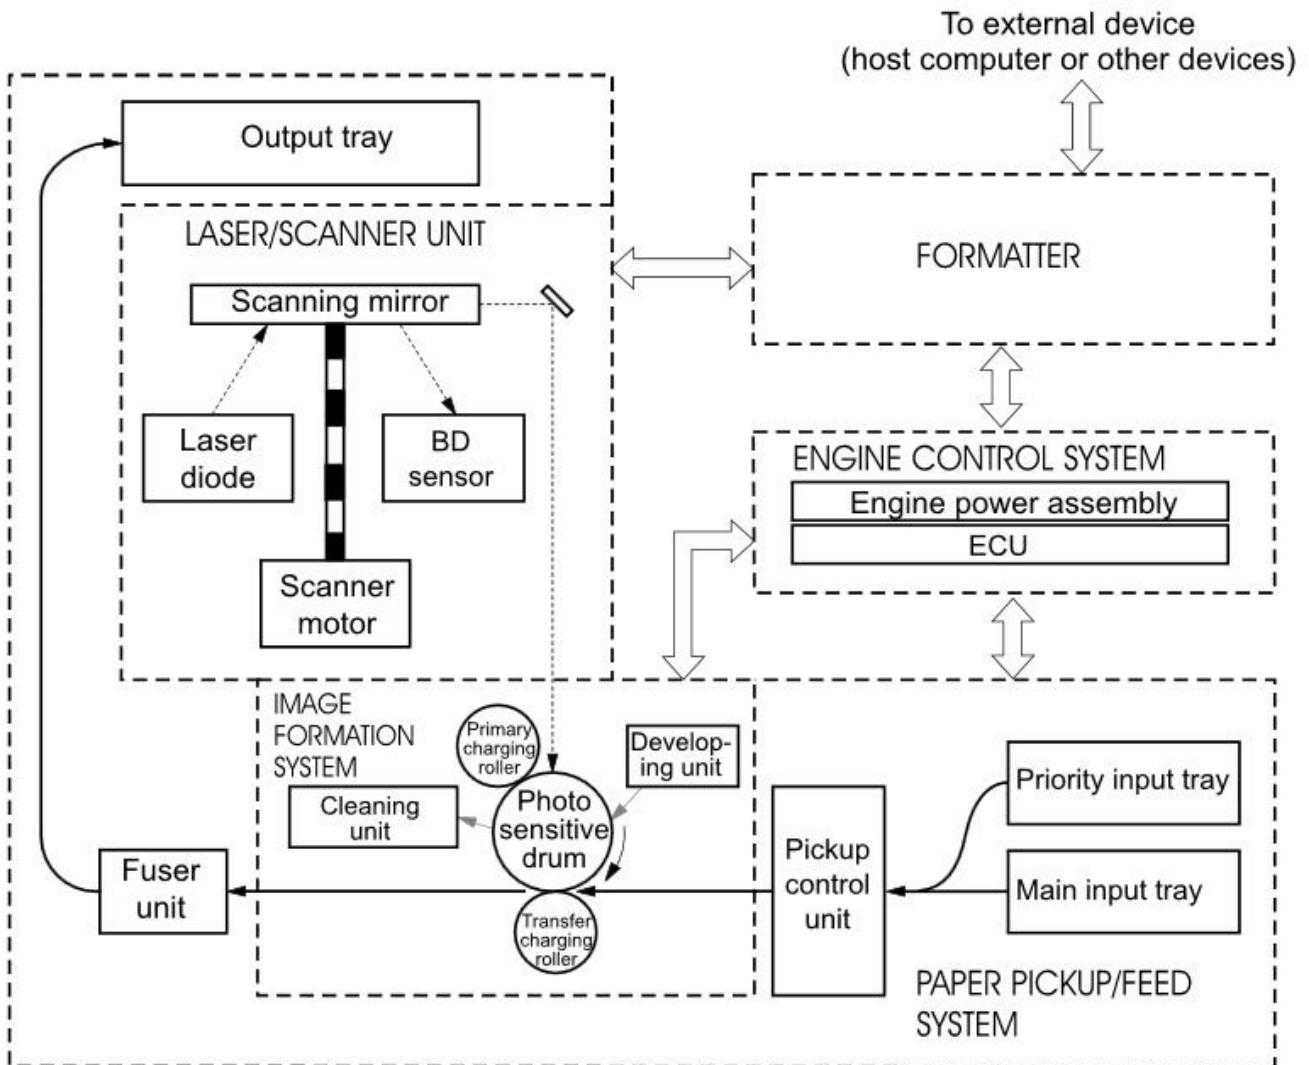 To external device
(host computer or other devices)
Output tray
LASER/SCANNER UNIT
FORMATTER
Scanning mirror
Laser
diode
BD
sensor
ENGINE CONTROL SYSTEM
Engine power assembly
ECU
Scanner
motor
IMAGE
FORMATION
SYSTEM
Primary
charging
roller
Develop-
ing unit
Cleaning
unit
Photo
sensitive
drum
Priority input tray
Pickup
control
unit
Main input tray
Fuser
unit
Transfer
charging
roller
PAPER PICKUP/FEED
SYSTEM